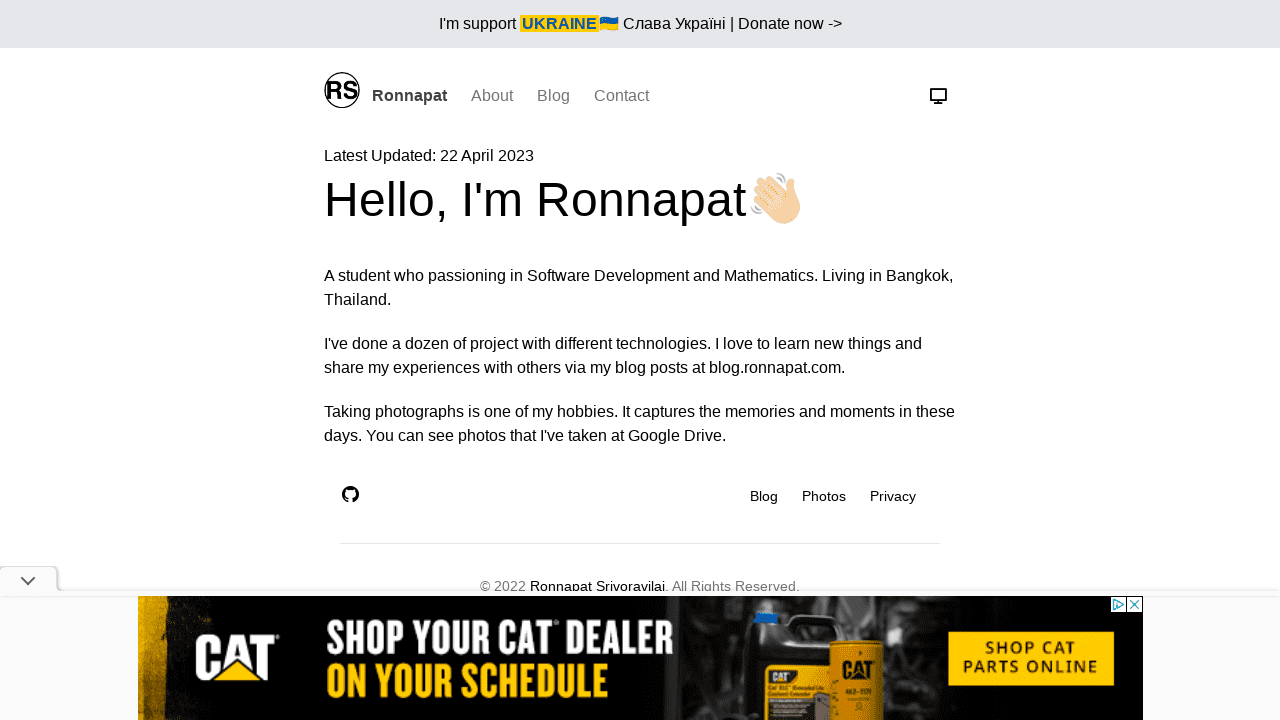 I'm support UKRAINE🇺🇦 Слава Україні | Donate now ->
RS Ronnapat About Blog Contact
Latest Updated: 22 April 2023
Hello, I'm Ronnapat👋🏼
A student who passioning in Software Development and Mathematics. Living in Bangkok,
Thailand.
I've done a dozen of project with different technologies. I love to learn new things and
share my experiences with others via my blog posts at blog.ronnapat.com.
Taking photographs is one of my hobbies. It captures the memories and moments in these
days. You can see photos that I've taken at Google Drive.
Blog Photos Privacy
© 2022 Ronnapat Srivoravilai. All Rights Reserved.
CAT
SHOP YOUR CAT® DEALER
ON YOUR SCHEDULE
CAT
CAT
SHOP CAT
PARTS ONLINE